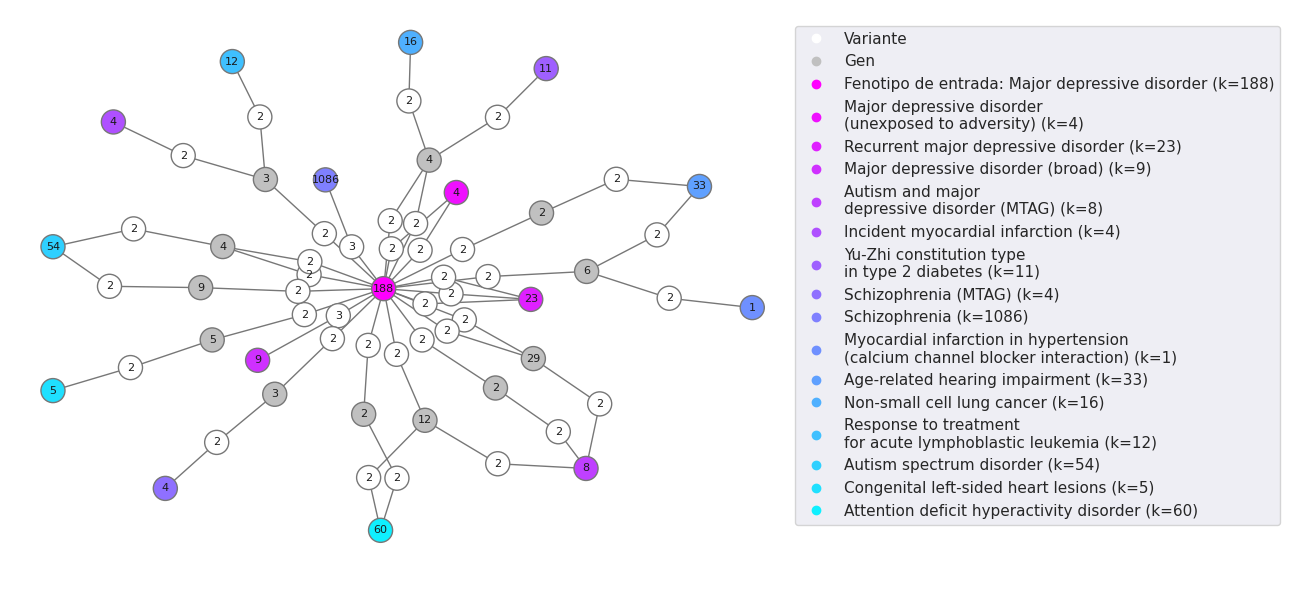 16
12
11
2
2
2
4
2
4
2
3
1086
2
33
4
2
2
2
2
2
54
4
2
3
2
2
2
2
2
6
2
2
2
9
2
188
2
23
2
2
1
2
3
2
5
2
2
2
2
9
29
2
5
3
2
2
2
12
2
2
4
2
2
2
2
8
60
Variante
Gen
Fenotipo de entrada: Major depressive disorder (k=188)
Major depressive disorder
(unexposed to adversity) (k=4)
Recurrent major depressive disorder (k=23)
Major depressive disorder (broad) (k=9)
Autism and major
depressive disorder (MTAG) (k=8)
Incident myocardial infarction (k=4)
Yu-Zhi constitution type
in type 2 diabetes (k=11)
Schizophrenia (MTAG) (k=4)
Schizophrenia (k=1086)
Myocardial infarction in hypertension
(calcium channel blocker interaction) (k=1)
Age-related hearing impairment (k=33)
Non-small cell lung cancer (k=16)
Response to treatment
for acute lymphoblastic leukemia (k=12)
Autism spectrum disorder (k=54)
Congenital left-sided heart lesions (k=5)
Attention deficit hyperactivity disorder (k=60)